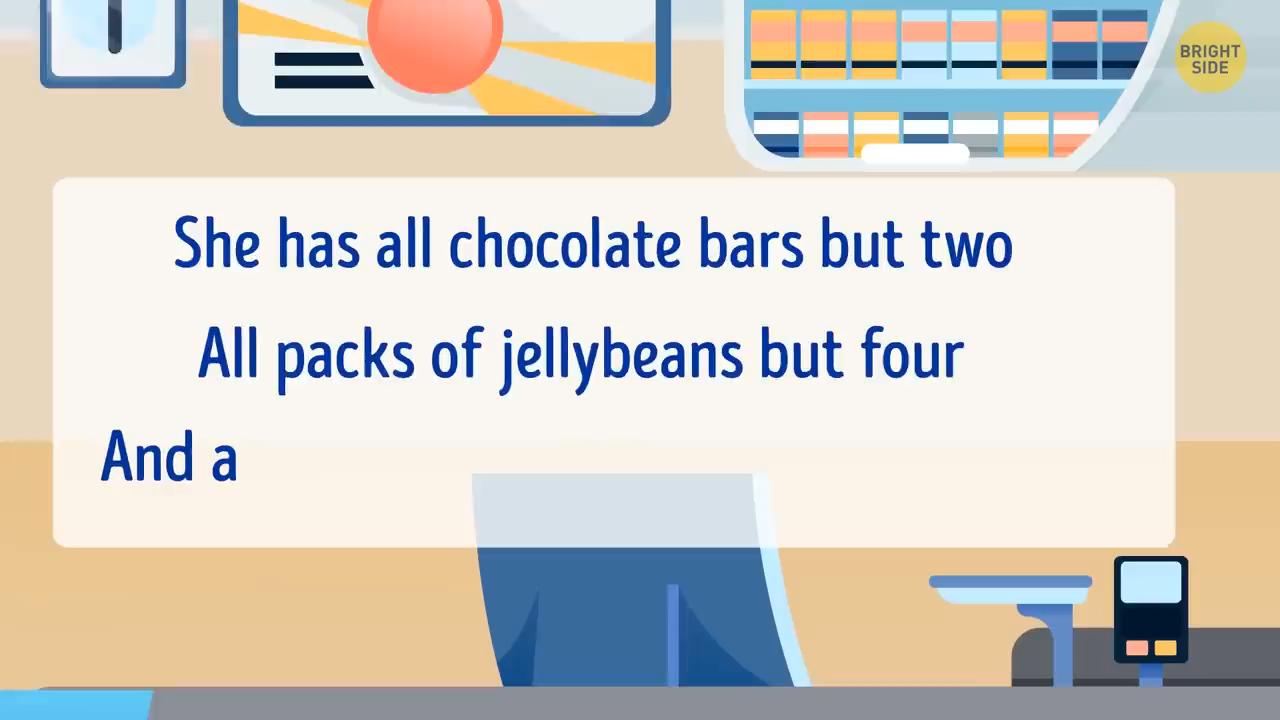 BRIGHT
SIDE
She has all chocolate bars but two
All packs of jellybeans but four
And a